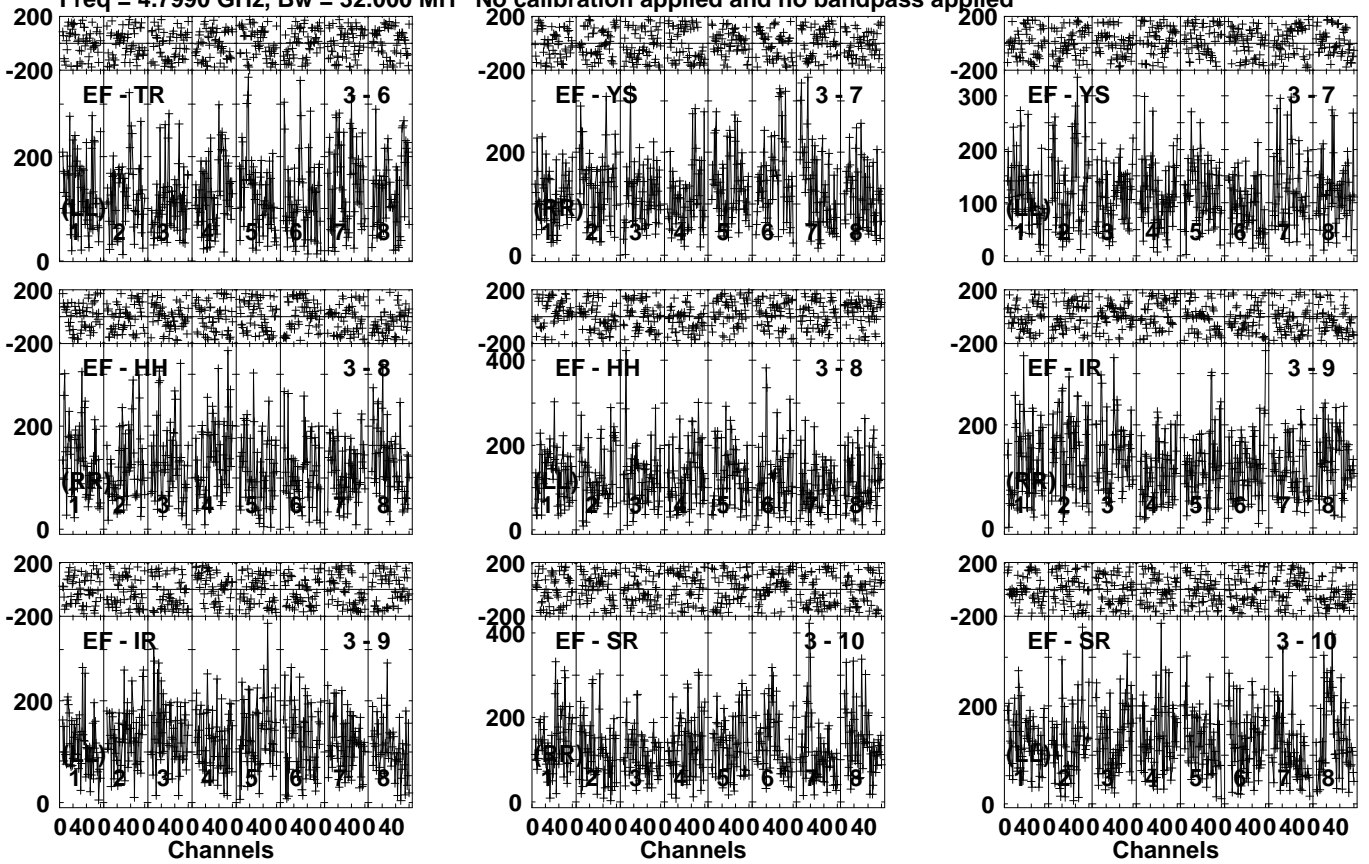 Freq = 4.7990 GHz, Bw = 32.000 MH No calibration applied and no bandpass applied
200 200 200
-200 -200 -200
EF - TR 3 - 6 EF - YS 3 - 7 300 EF - YS 3 - 7
200 200 200
(LL) (RR) 100 (LL)
1 2 3 4 5 6 7 8 1 2 3 4 5 6 7 8 1 2 3 4 5 6 7 8
0 0 0
200 200 200
-200 -200 -200
EF - HH 3 - 8 400 EF - HH 3 - 8 EF - IR 3 - 9
200 200 200
(RR) (LL) (RR)
1 2 3 4 5 6 7 8 1 2 3 4 5 6 7 8 1 2 3 4 5 6 7 8
0 0 0
200 200 200
-200 -200 -200
EF - IR 3 - 9 400 EF - SR 3 - 10 EF - SR 3 - 10
200 200 200
(LL) (RR) (LL)
1 2 3 4 5 6 7 8 1 2 3 4 5 6 7 8 1 2 3 4 5 6 7 8
0 0 0
0 40 0 40 0 40 0 40 0 40 0 40 0 40 0 40 0 40 0 40 0 40 0 40 0 40 0 40 0 40 0 40 0 40 0 40 0 40 0 40 0 40 0 40 0 40 0 40
Channels Channels Channels